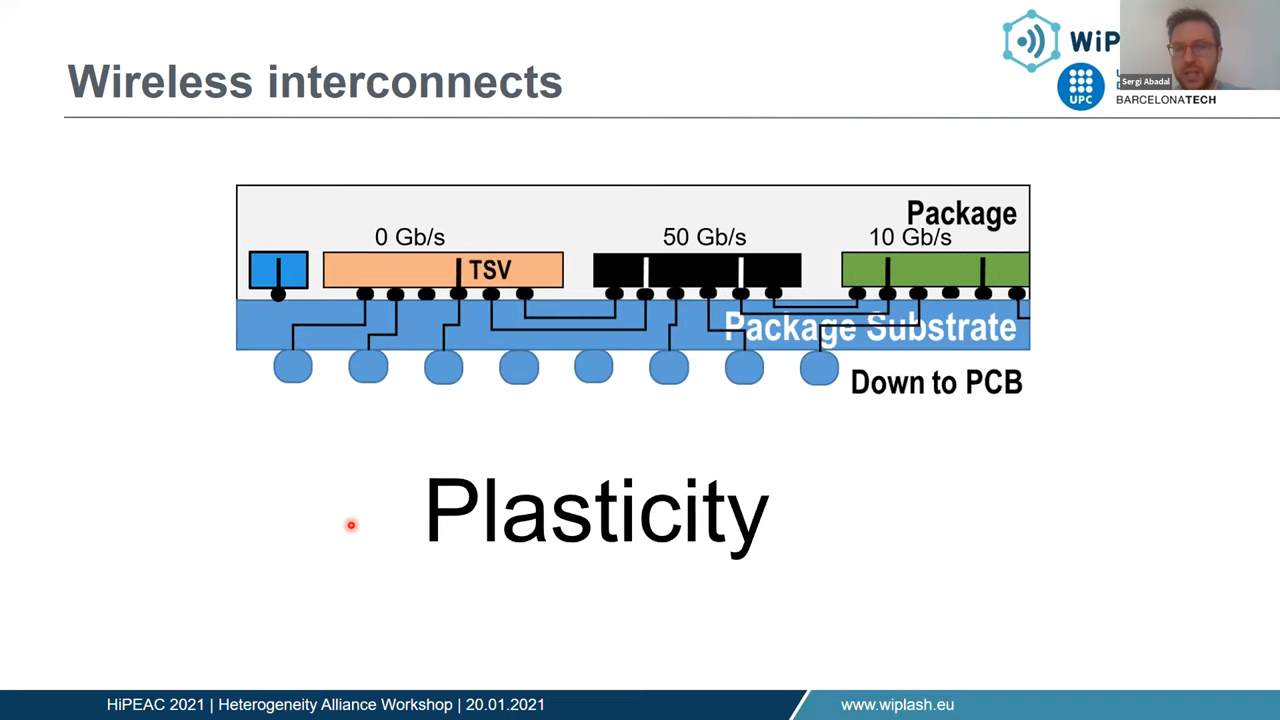 Wireless interconnects
WiP
Sergi Abadal
UPC
BARCELONATECH
Package
0 Gb/s
50 Gb/s
10 Gb/s
TSV
Package Substrate
Down to PCB
Plasticity
HiPEAC 2021 | Heterogeneity Alliance Workshop | 20.01.2021
www.wiplash.eu